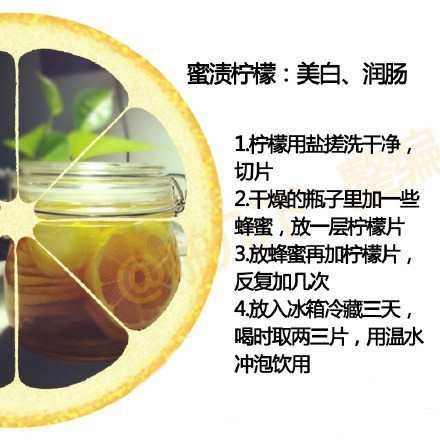 蜜渍柠檬：美白、润肠
1.柠檬用盐搓洗干净，
切片
2.干燥的瓶子里加一些
蜂蜜，放一层柠檬片
3.放蜂蜜再加柠檬片，
反复加几次
4.放入冰箱冷藏三天，
喝时取两三片，用温水
冲泡饮用